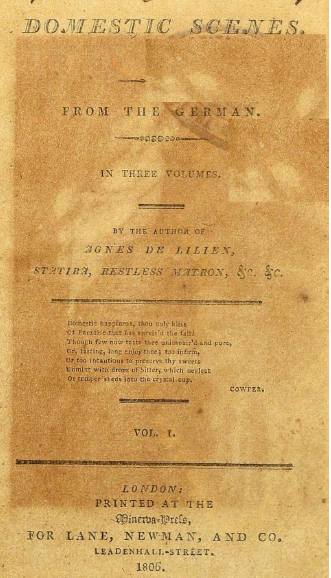 DOMESTIC SCENES.
FROM THE GERMAN.
IN THREE VOLUMES.
BY THE AUTHOR OF
AGNES DE LILIEN,
STATIRA, RESTLESS MATRON, &C. &C.
Domestic happiness, thou only bliss
Of Paradise that has surviv'd the fall!
Though few now taste thee unimpair'd and pure,
Or, tasting, long enjoy thee; too infirm,
Or too incautious to preserve thy sweets
Unmixt with drops of bitter, which neglect
Or temper sheds into the crystal cup.
COWPER.
VOL. I.
LONDON:
PRINTED AT THE
Minerva-Press,
FOR LANE, NEWMAN, AND CO.
LEADENHALL-STREET.
1806.